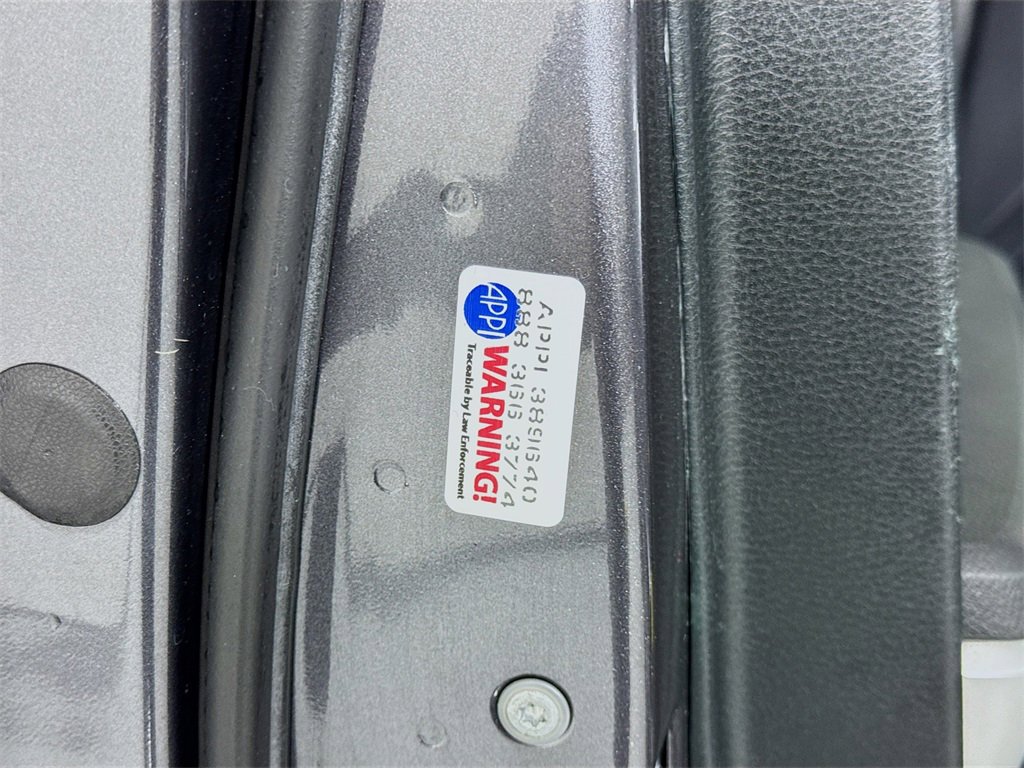 APPI 3891640
888 366 3774
APPI WARNING!
Traceable by Law Enforcement